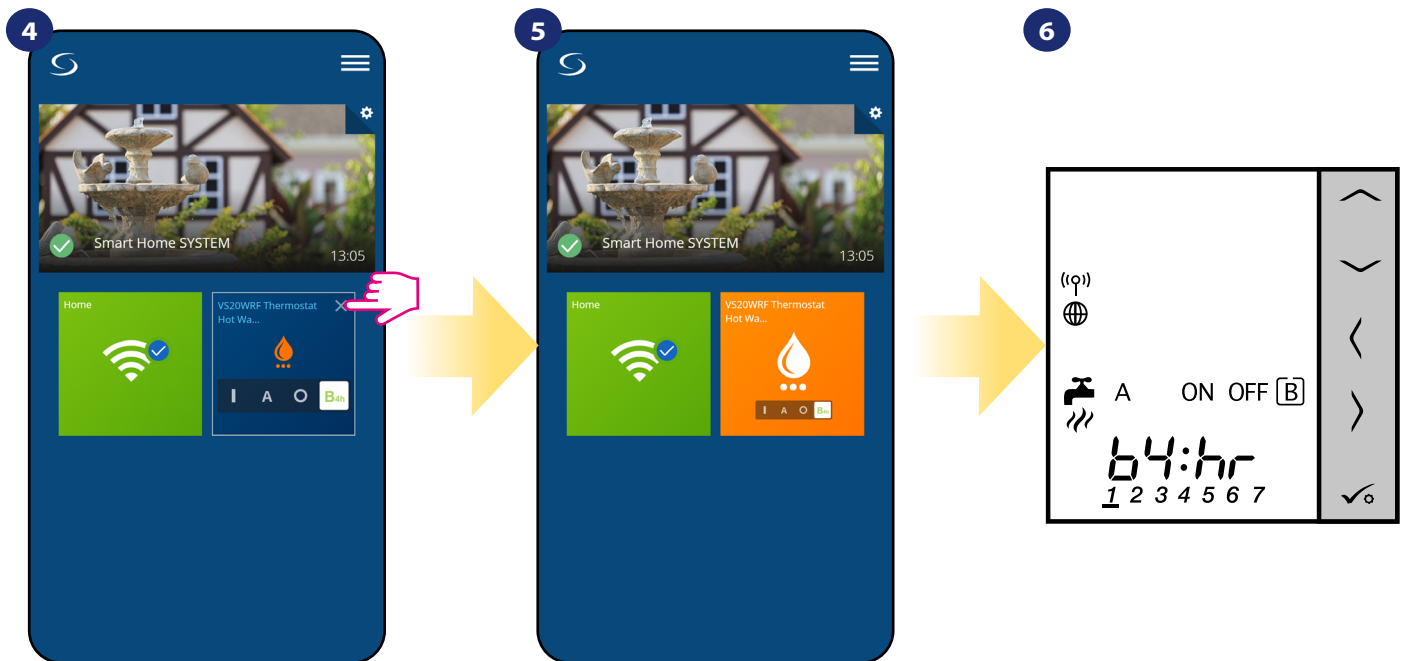 4
Smart Home SYSTEM
13:05
Home
VS20WRF Thermostat
Hot Wa...
I A O B4h
5
Smart Home SYSTEM
13:05
Home
VS20WRF Thermostat
Hot Wa...
I A O B4h
6
A ON OFF B
b4:hr
1 2 3 4 5 6 7